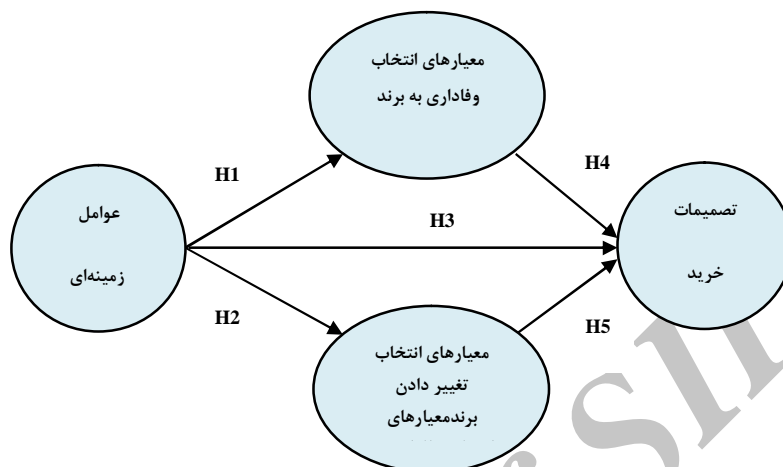 معیارهای انتخاب
وفاداری به برند
H1
H4
عوامل
زمینه‌ای
H3
تصمیمات
خرید
H2
H5
معیارهای انتخاب
تغییر دادن
برندمعیارهای